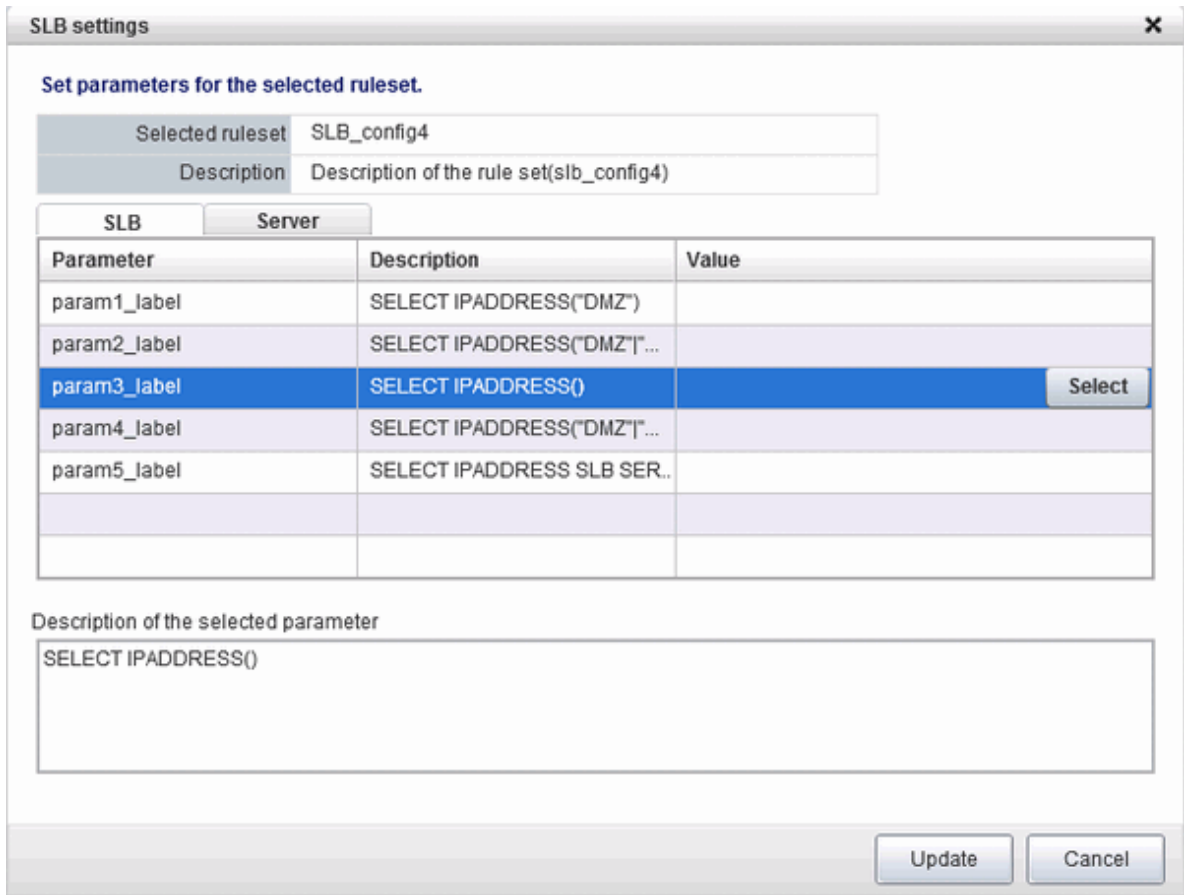 SLB settings
Set parameters for the selected ruleset.
Selected ruleset SLB_config4
Description Description of the rule set(slb_config4)
SLB Server
Parameter Description Value
param1_label SELECT IPADDRESS("DMZ")
param2_label SELECT IPADDRESS("DMZ"|"...
param3_label SELECT IPADDRESS() Select
param4_label SELECT IPADDRESS("DMZ"|"...
param5_label SELECT IPADDRESS SLB SER..
Description of the selected parameter
SELECT IPADDRESS()
Update Cancel